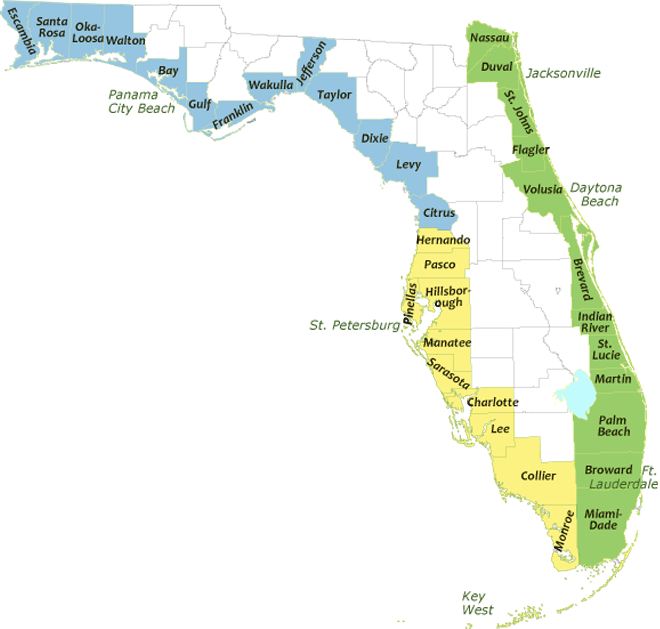 Escambia
Santa
Rosa
Oka-
Loosa
Walton
Bay
Gulf
Franklin
Wakulla
Jefferson
Taylor
Dixie
Levy
Citrus
Panama
City Beach
Nassau
Duval
Jacksonville
St. Johns
Flagler
Volusia
Daytona
Beach
Brevard
Indian
River
St.
Lucie
Martin
Palm
Beach
Broward
Ft.
Lauderdale
Miami-
Dade
Hernando
Pasco
Pinellas
Hillsbor-
ough
St. Petersburg
Manatee
Sarasota
Charlotte
Lee
Collier
Monroe
Key
West